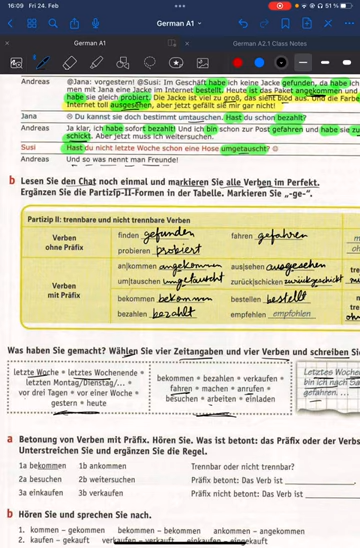 16:09 Fri 24. Feb
51 %
German A1
German A1
German A2.1 Class Notes
Andreas @Jana: vorgestern! @Susi: Im Geschäft habe ich keine Jacke gefunden, da habe ich
men mit Jana eine Jacke im Internet bestellt. Heute ist das Paket angekommen und
habe sie gleich probiert. Die Jacke ist viel zu groß, das sieht blöd aus. Und die Farbe
Internet toll ausgesehen, aber jetzt gefällt sie mir gar nicht!
Jana Du kannst sie doch bestimmt umtauschen. Hast du schon bezahlt?
Andreas Ja klar, ich habe sofort bezahlt! Und ich bin schon zur Post gefahren und habe sie zu
schickt. Aber jetzt muss ich weitersuchen.
Susi Hast du nicht letzte Woche schon eine Hose umgetauscht?
Andreas Und so was nennt man Freunde!
b Lesen Sie den Chat noch einmal und markieren Sie alle Verben im Perfekt.
Ergänzen Sie die Partizip-II-Formen in der Tabelle. Markieren Sie „-ge-“.
Partizip II: trennbare und nicht trennbare Verben
Verben ohne Präfix
finden gefunden fahren gefahren
probieren probiert
Verben mit Präfix
an|kommen angekommen aus|sehen ausgesehen
um|tauschen umgetauscht zurück|schicken zurückgeschickt
bekommen bekommen bestellen bestellt
bezahlen bezahlt empfehlen empfohlen
Was haben Sie gemacht? Wählen Sie vier Zeitangaben und vier Verben und schreiben Si
letzte Woche • letztes Wochenende •
letzten Montag/Dienstag/... •
vor drei Tagen • vor einer Woche •
gestern • heute
bekommen • bezahlen • verkaufen •
fahren • machen • anrufen •
besuchen • arbeiten • einladen
Letztes Wochen
bin ich nach
gefahren. ...
a Betonung von Verben mit Präfix. Hören Sie. Was ist betont: das Präfix oder der Verbs
Unterstreichen Sie und ergänzen Sie die Regel.
1a bekommen 1b ankommen Trennbar oder nicht trennbar?
2a besuchen 2b weitersuchen Präfix betont: Das Verb ist
3a einkaufen 3b verkaufen Präfix nicht betont: Das Verb ist
b Hören Sie und sprechen Sie nach.
1. kommen – gekommen bekommen – bekommen ankommen – angekommen
2. kaufen – gekauft verkaufen – verkauft einkaufen – eingekauft